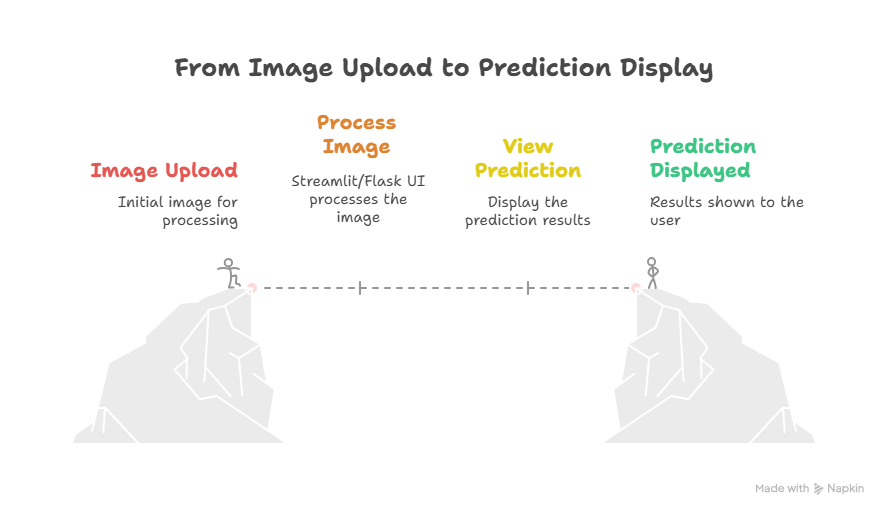 From Image Upload to Prediction Display
Image Upload
Initial image for
processing
Process
Image
Streamlit/Flask UI
processes the
image
View
Prediction
Display the
prediction results
Prediction
Displayed
Results shown to the
user
Made with Napkin